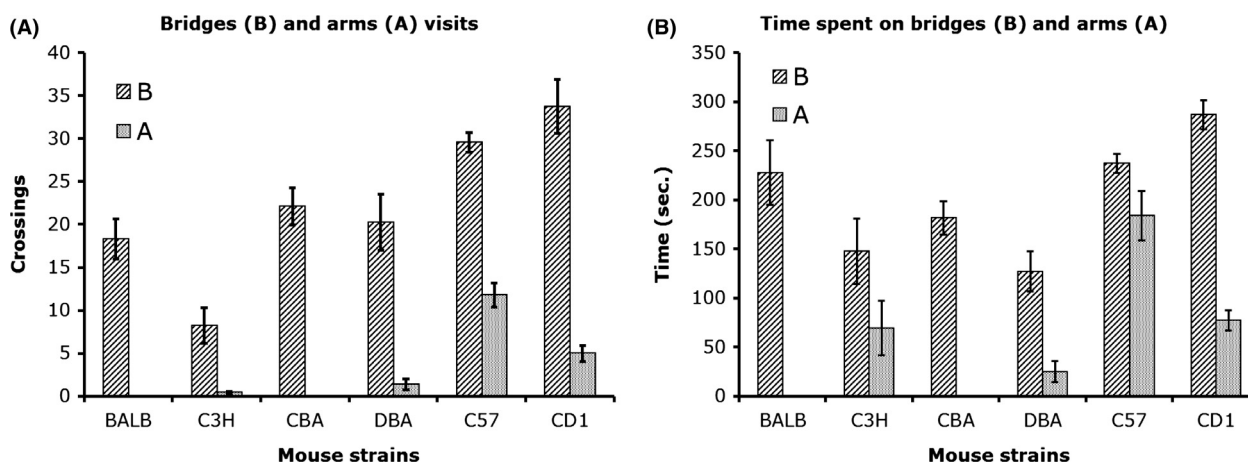 (A)
Bridges (B) and arms (A) visits
40
35
30
25
20
15
10
5
0
Crossings
B
A
BALB C3H CBA DBA C57 CD1
Mouse strains
(B)
Time spent on bridges (B) and arms (A)
350
300
250
200
150
100
50
0
Time (sec.)
B
A
BALB C3H CBA DBA C57 CD1
Mouse strains